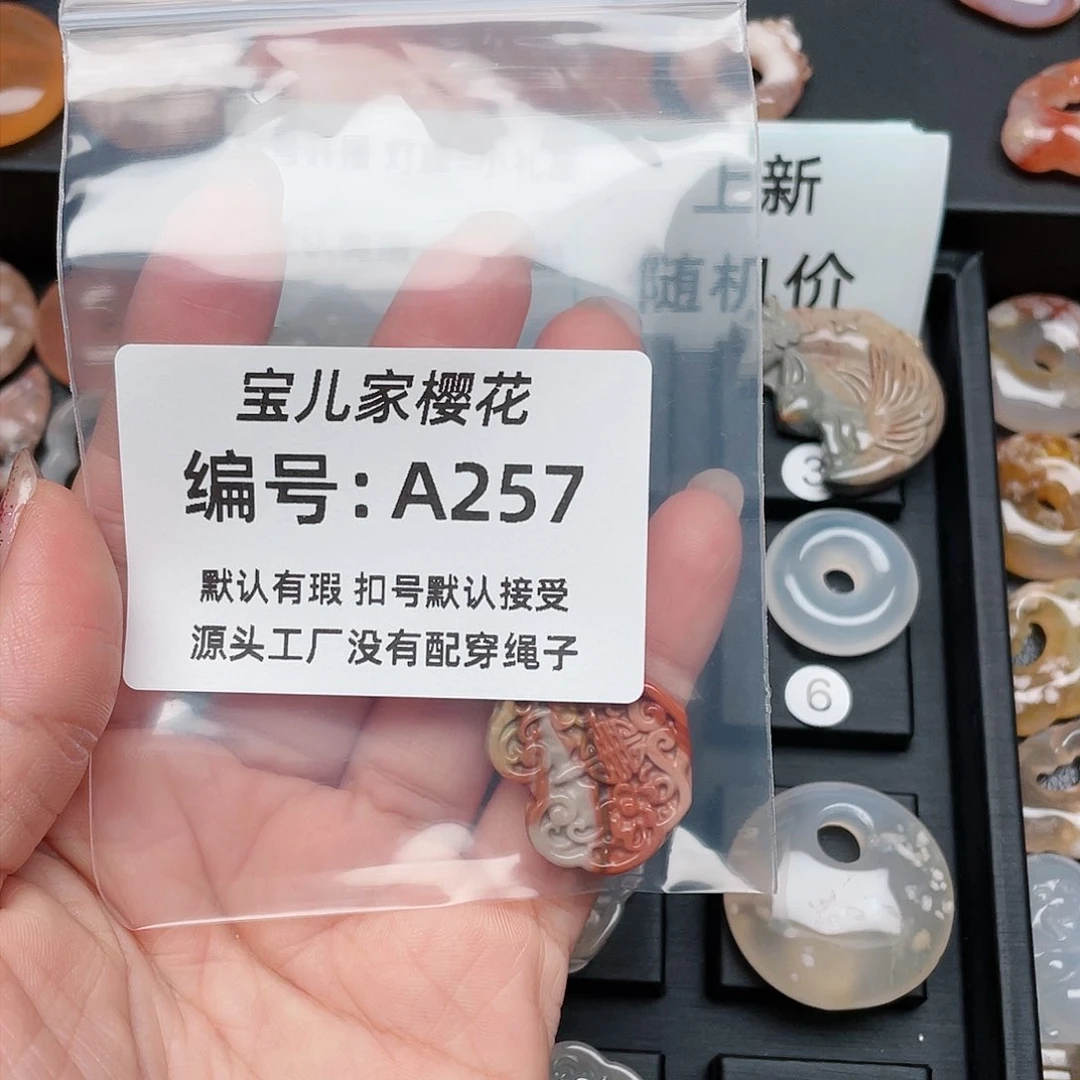 上新
随机价
宝儿家樱花
编号:A257
默认有瑕 扣号默认接受
源头工厂没有配穿绳子
3
6